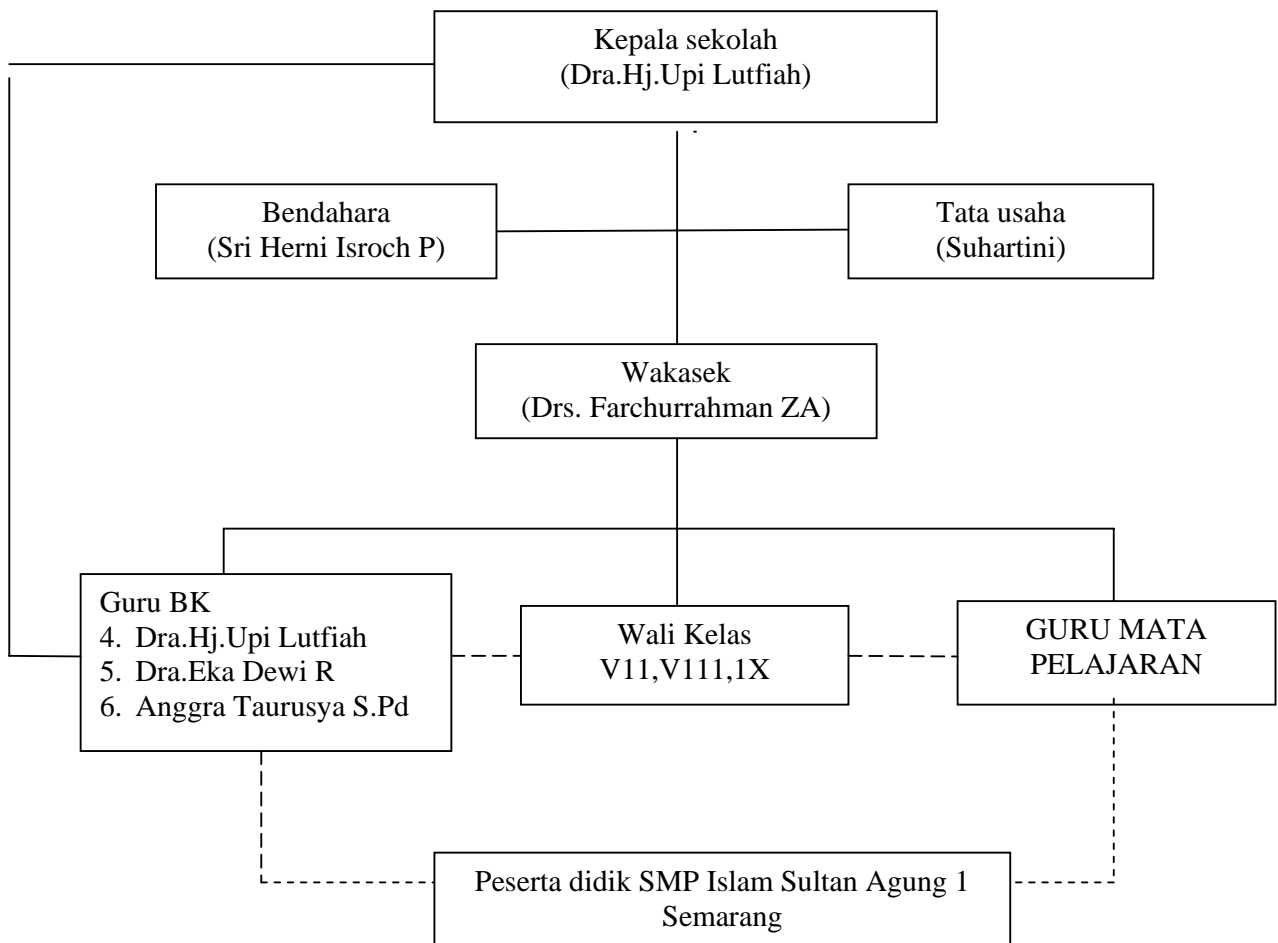 Kepala sekolah
(Dra.Hj.Upi Lutfiah)
Bendahara
(Sri Herni Isroch P)
Tata usaha
(Suhartini)
Wakasek
(Drs. Farchurrahman ZA)
Guru BK
4. Dra.Hj.Upi Lutfiah
5. Dra.Eka Dewi R
6. Anggra Taurusya S.Pd
Wali Kelas
V11,V111,1X
GURU MATA
PELAJARAN
Peserta didik SMP Islam Sultan Agung 1
Semarang